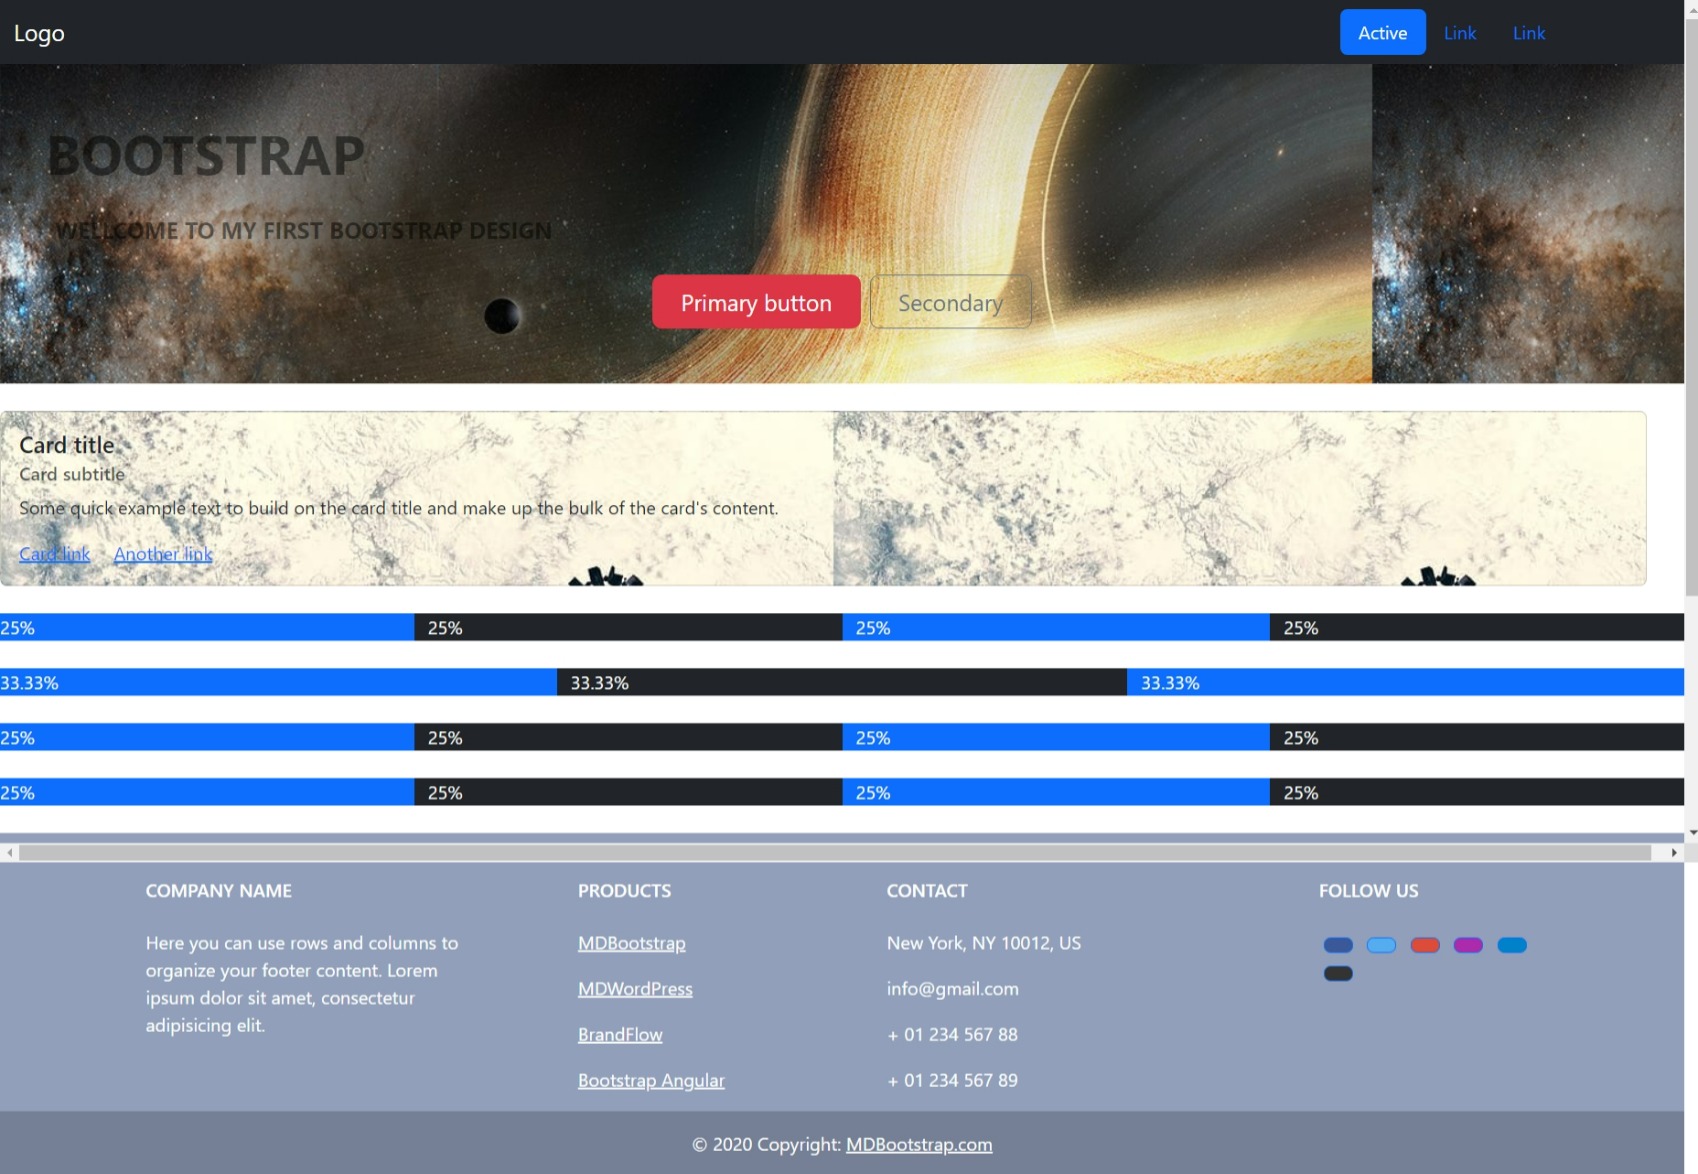 Logo
Active Link Link
BOOTSTRAP
WELLCOME TO MY FIRST BOOTSTRAP DESIGN
Primary button Secondary
Card title
Card subtitle
Some quick example text to build on the card title and make up the bulk of the card's content.
Card link Another link
25% 25% 25% 25%
33.33% 33.33% 33.33%
25% 25% 25% 25%
25% 25% 25% 25%
COMPANY NAME
Here you can use rows and columns to
organize your footer content. Lorem
ipsum dolor sit amet, consectetur
adipisicing elit.
PRODUCTS
MDBootstrap
MDWordPress
BrandFlow
Bootstrap Angular
CONTACT
New York, NY 10012, US
info@gmail.com
+ 01 234 567 88
+ 01 234 567 89
FOLLOW US
© 2020 Copyright: MDBootstrap.com